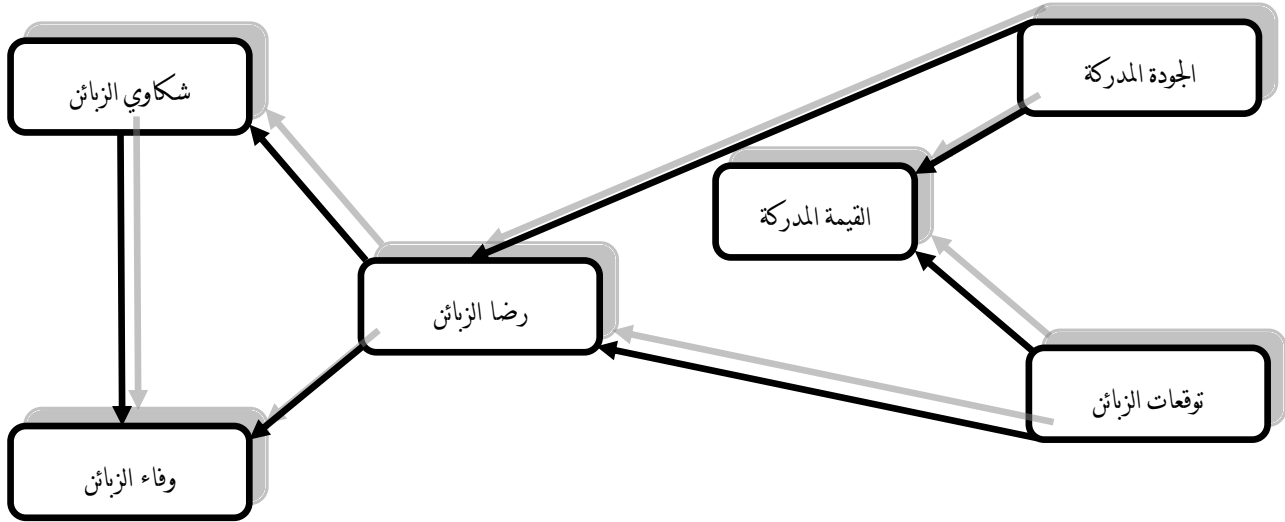 الجودة المدركة
شكاوي الزبائن
القيمة المدركة
رضا الزبائن
توقعات الزبائن
وفاء الزبائن